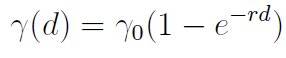 γ(d) = γ₀(1 − e^{−rd})